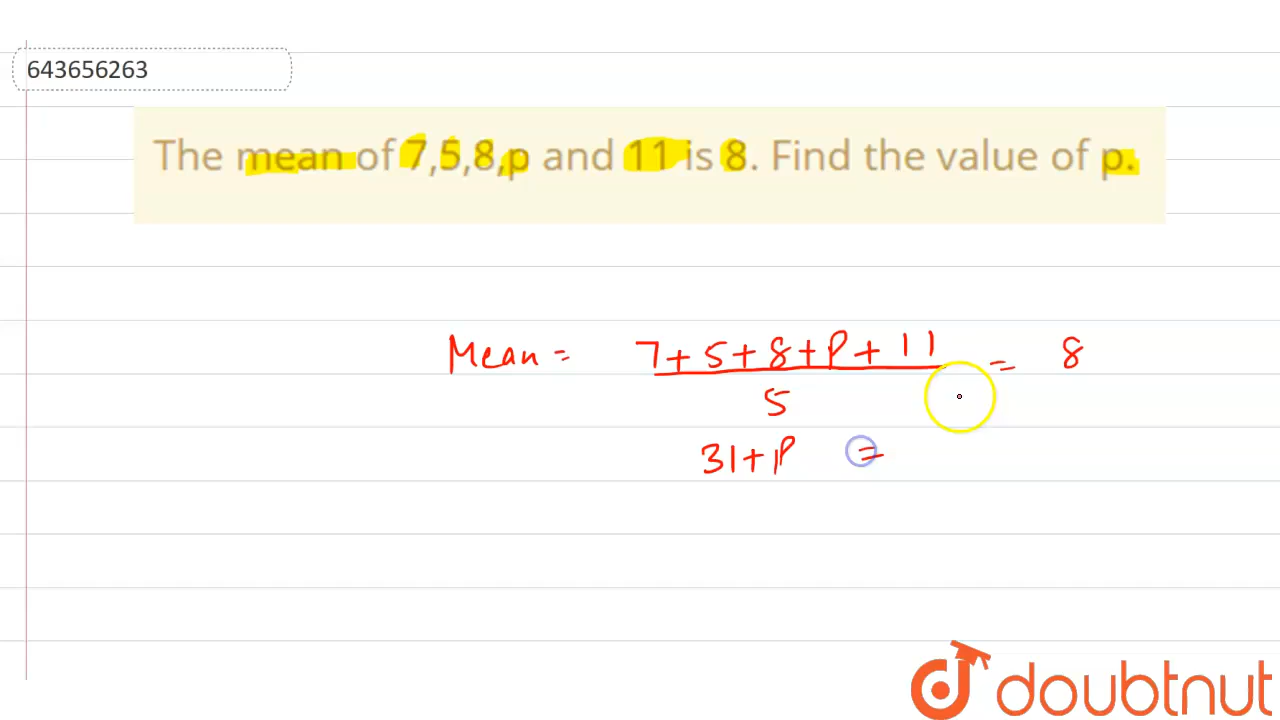 643656263
The mean of 7,5,8,p and 11 is 8. Find the value of p.
Mean = 7+5+8+P+11 = 8
5
31+P =
doubtnut